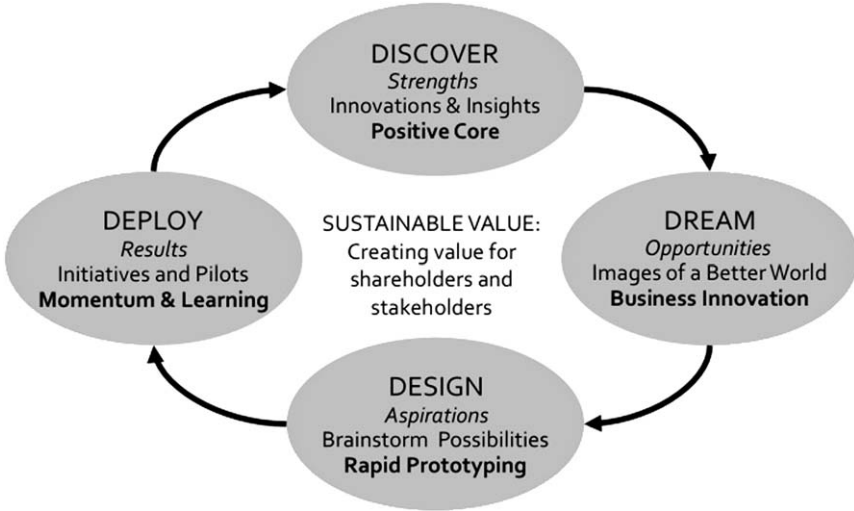 DISCOVER
Strengths
Innovations & Insights
Positive Core
DREAM
Opportunities
Images of a Better World
Business Innovation
DESIGN
Aspirations
Brainstorm Possibilities
Rapid Prototyping
DEPLOY
Results
Initiatives and Pilots
Momentum & Learning
SUSTAINABLE VALUE:
Creating value for
shareholders and
stakeholders